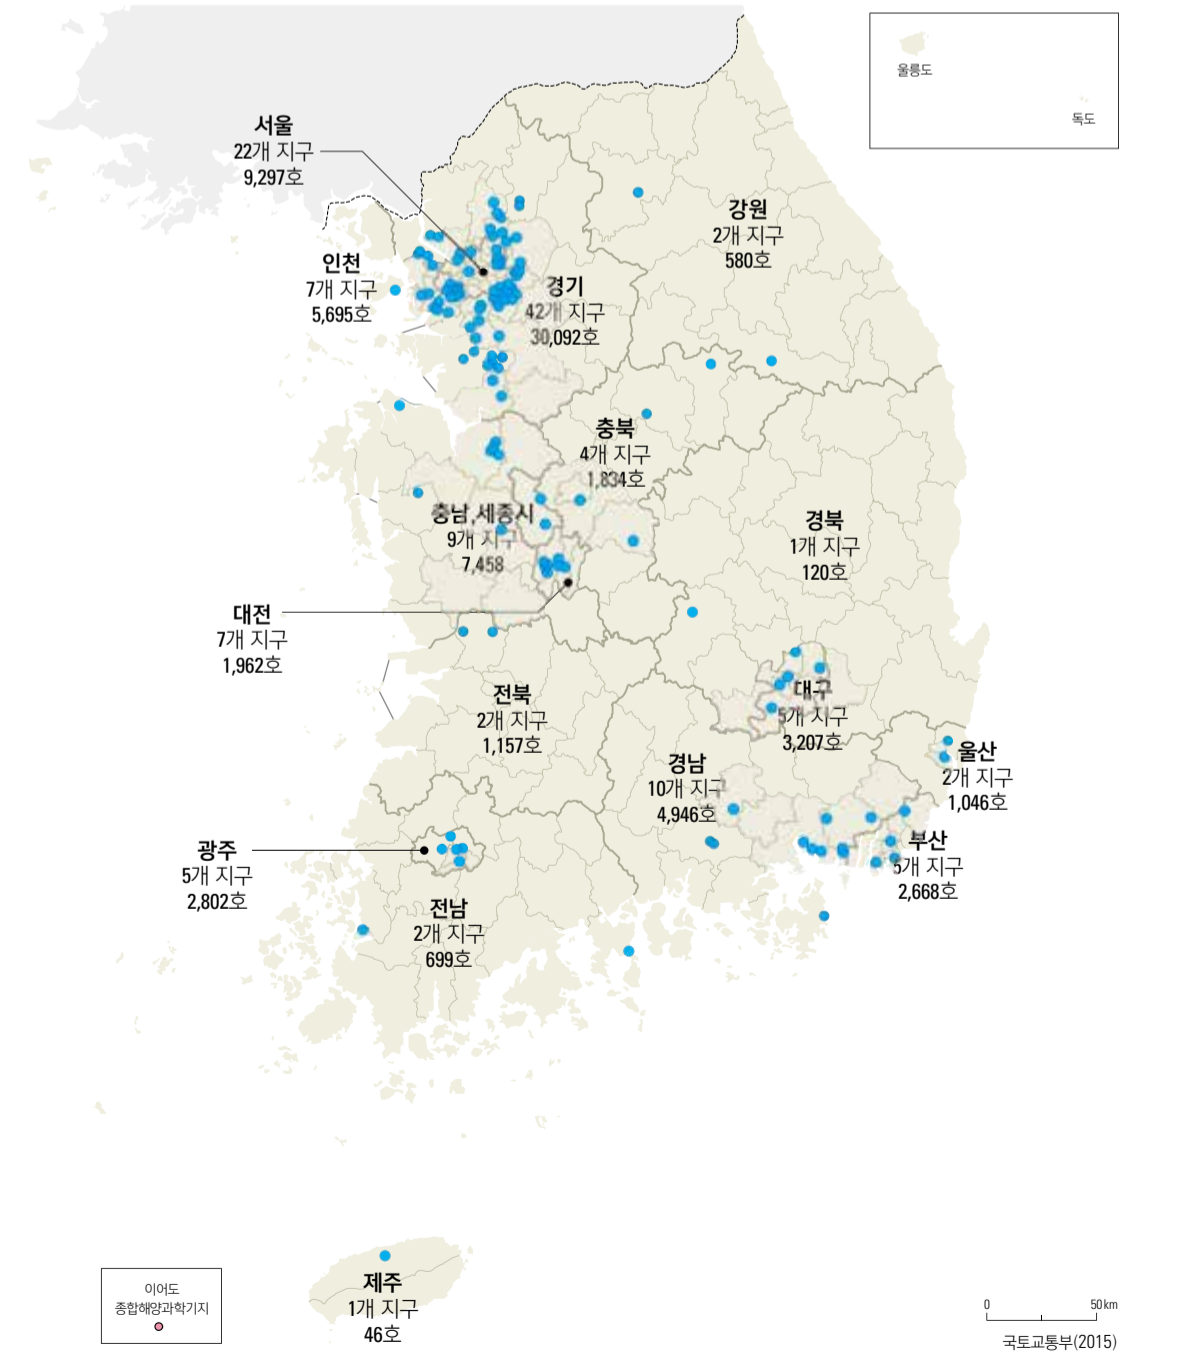 울릉도
독도
서울
22개 지구
9,297호
강원
2개 지구
580호
인천
7개 지구
5,695호
경기
42개 지구
30,092호
충북
4개 지구
1,834호
충남,세종시
9개 지구
7,458
경북
1개 지구
120호
대전
7개 지구
1,962호
대구
5개 지구
3,207호
전북
2개 지구
1,157호
경남
10개 지구
4,946호
울산
2개 지구
1,046호
광주
5개 지구
2,802호
부산
5개 지구
2,668호
전남
2개 지구
699호
제주
1개 지구
46호
이어도
종합해양과학기지
0 50km
국토교통부(2015)